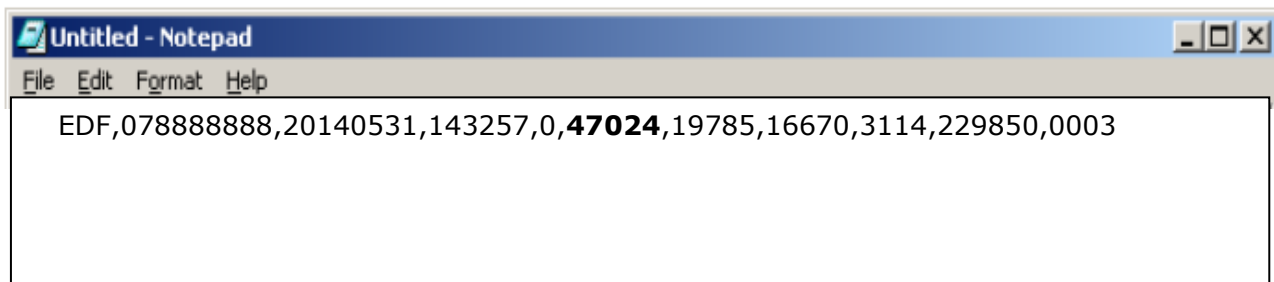 Untitled - Notepad
File Edit Format Help
EDF,078888888,20140531,143257,0,47024,19785,16670,3114,229850,0003